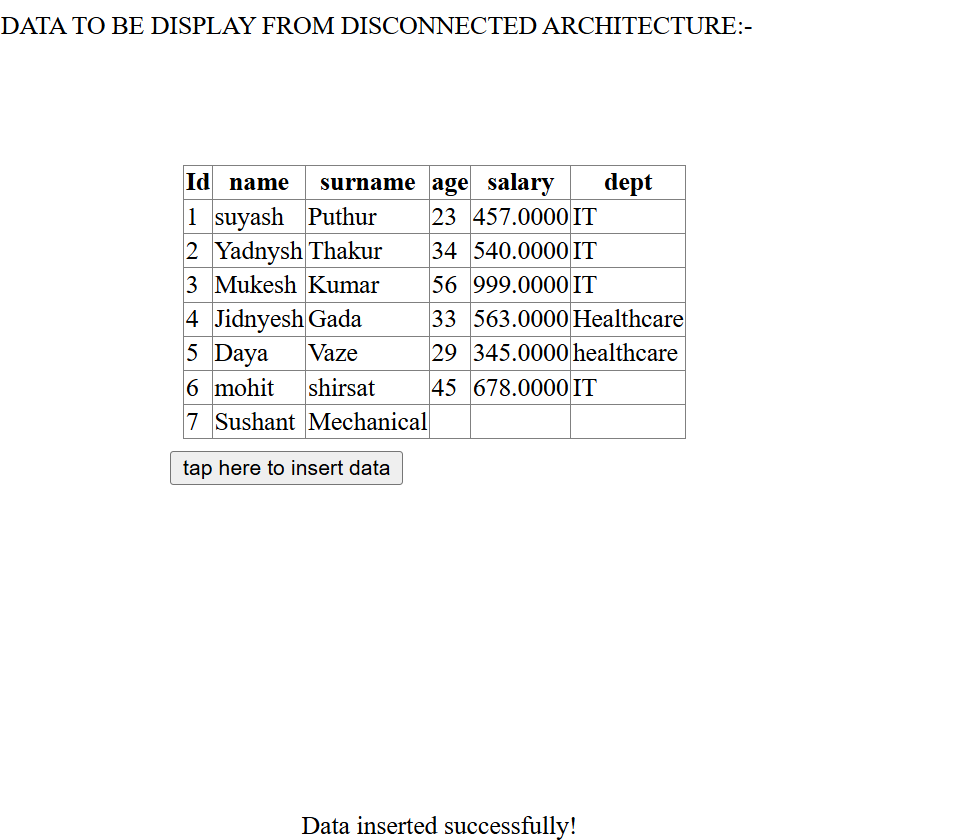 DATA TO BE DISPLAY FROM DISCONNECTED ARCHITECTURE:-
Id name surname age salary dept
1 suyash Puthur 23 457.0000 IT
2 Yadnysh Thakur 34 540.0000 IT
3 Mukesh Kumar 56 999.0000 IT
4 Jidnyesh Gada 33 563.0000 Healthcare
5 Daya Vaze 29 345.0000 healthcare
6 mohit shirsat 45 678.0000 IT
7 Sushant Mechanical
tap here to insert data
Data inserted successfully!